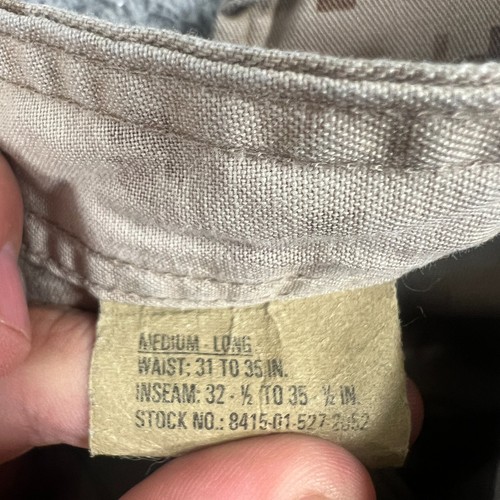 MEDIUM - LONG
WAIST: 31 TO 35 IN.
INSEAM: 32 - ½ TO 35 - ½ IN.
STOCK NO.: 8415-01-527-